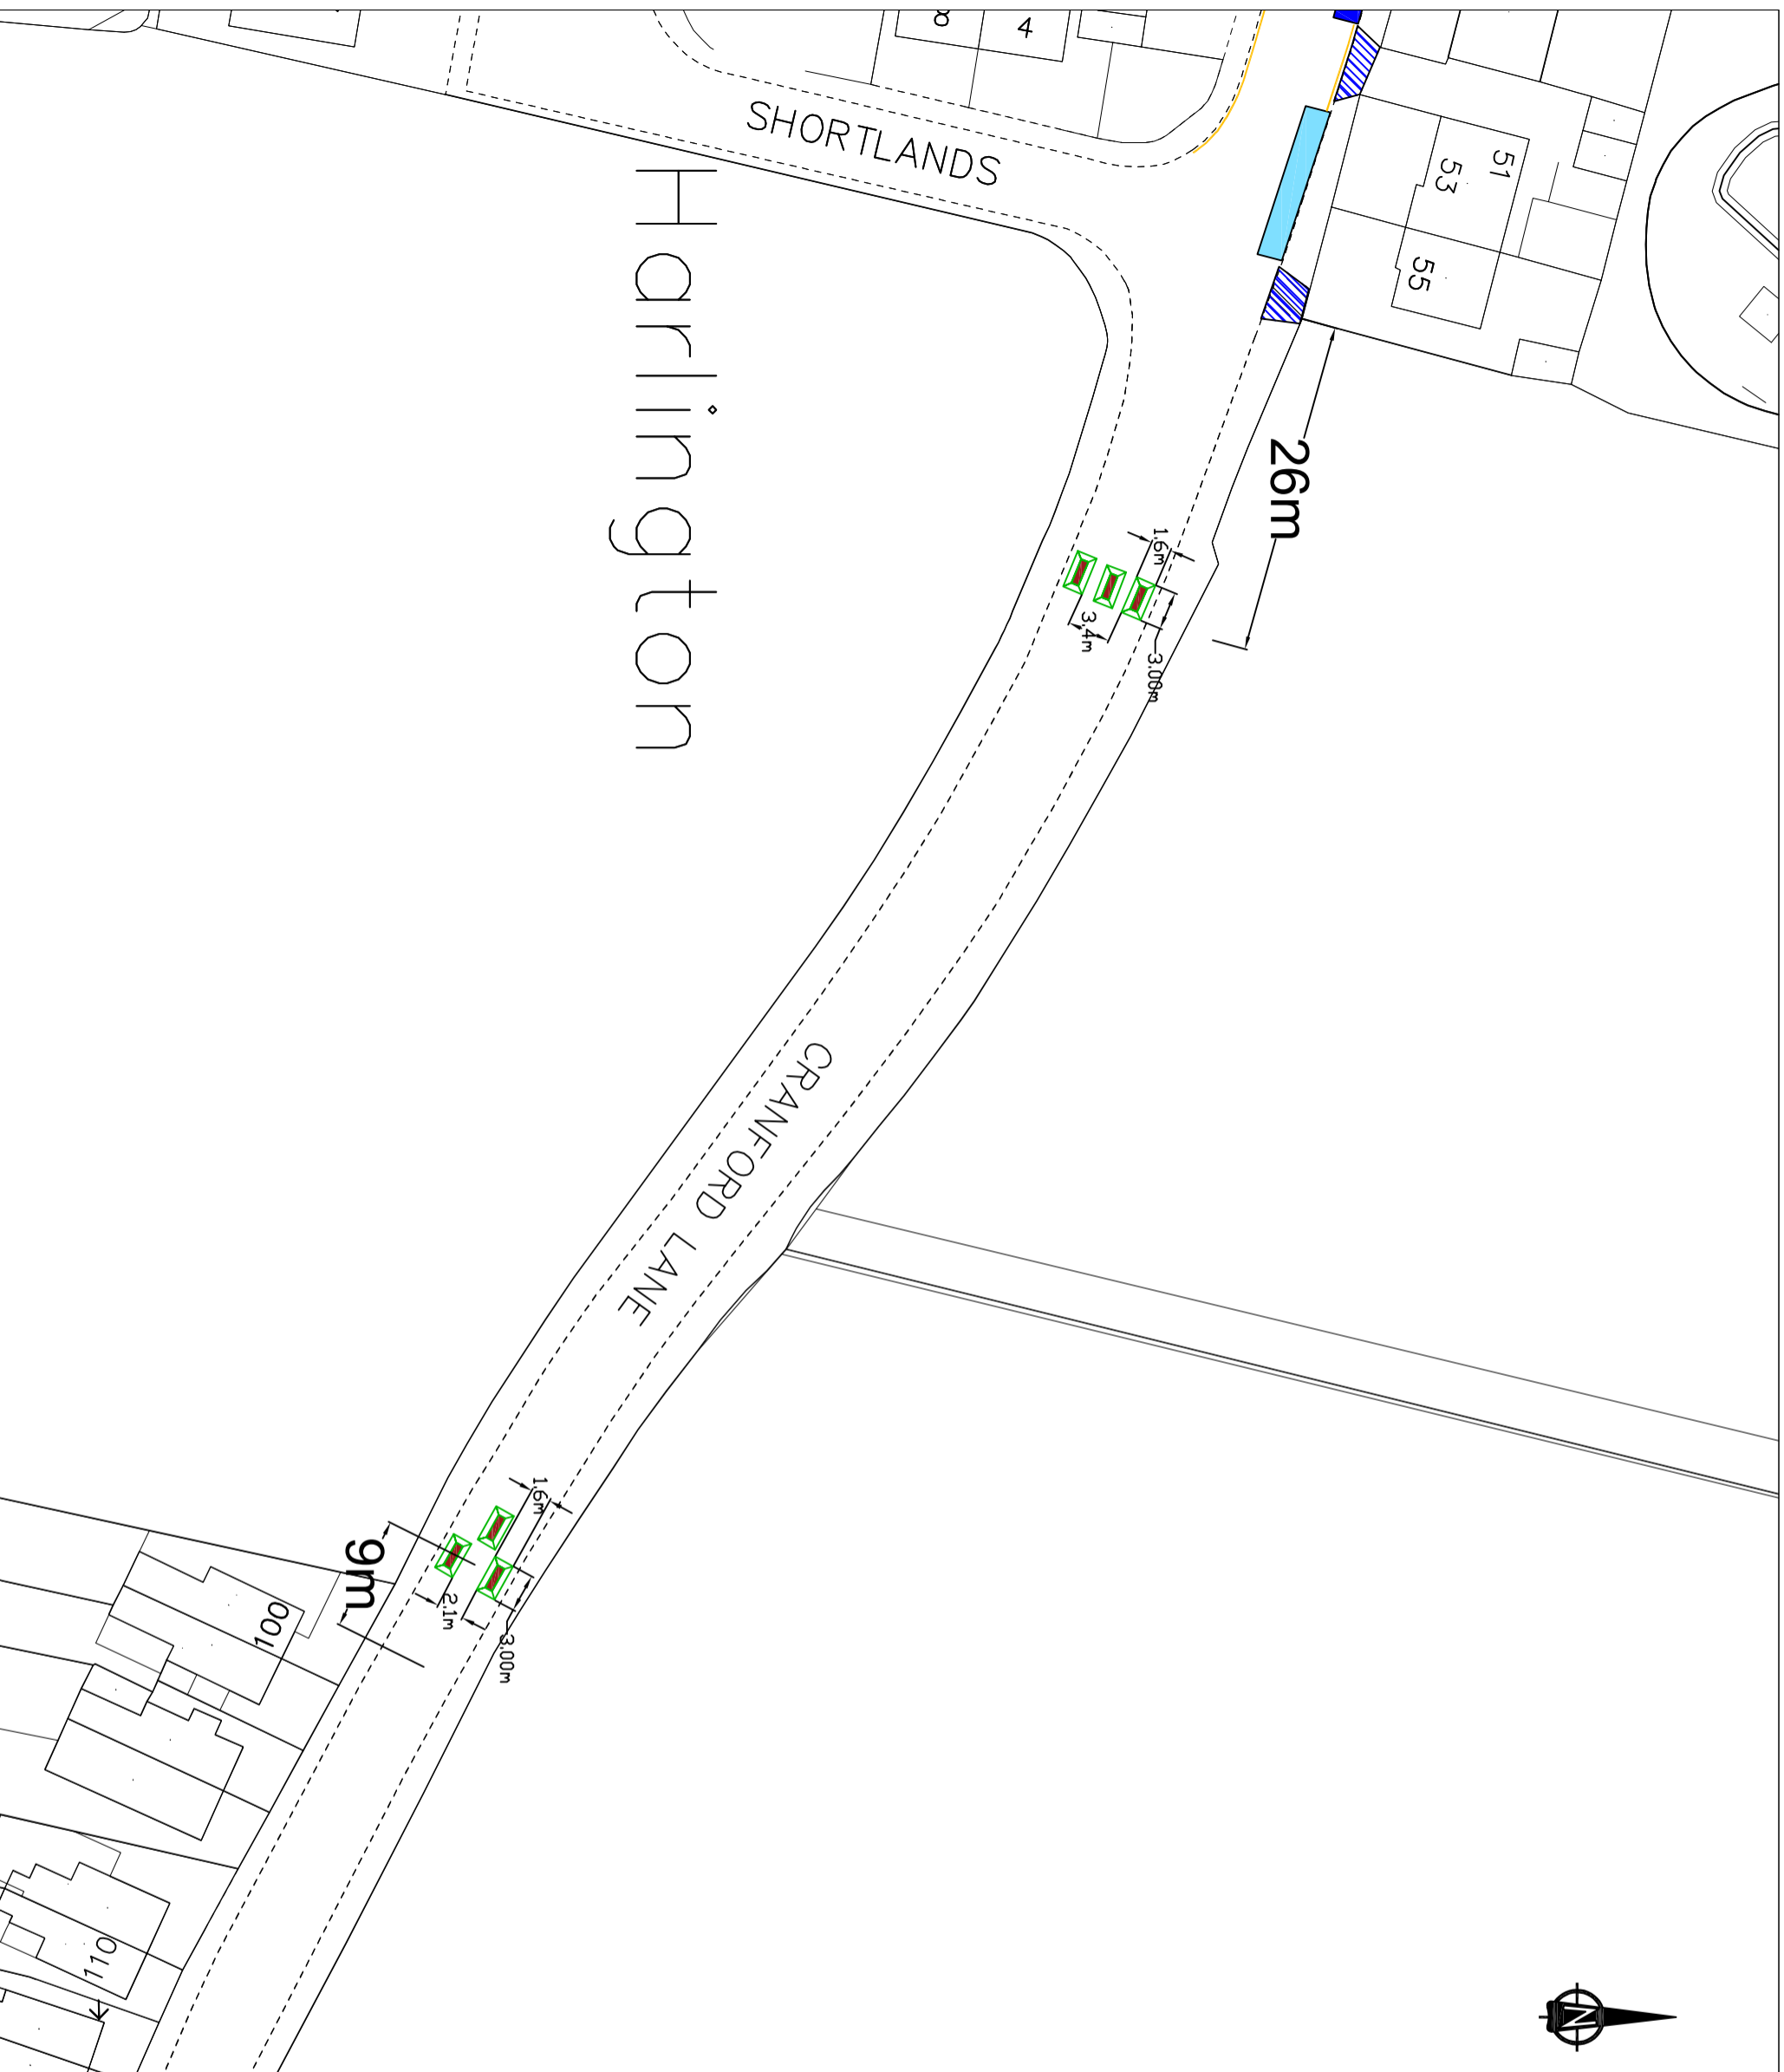 8
4
SHORTLANDS
51
53
55
Harlington
26m
1.6m
3.4m
3.00m
CRANFORD LANE
1.6m
9m
2.1m
3.00m
100
110
N